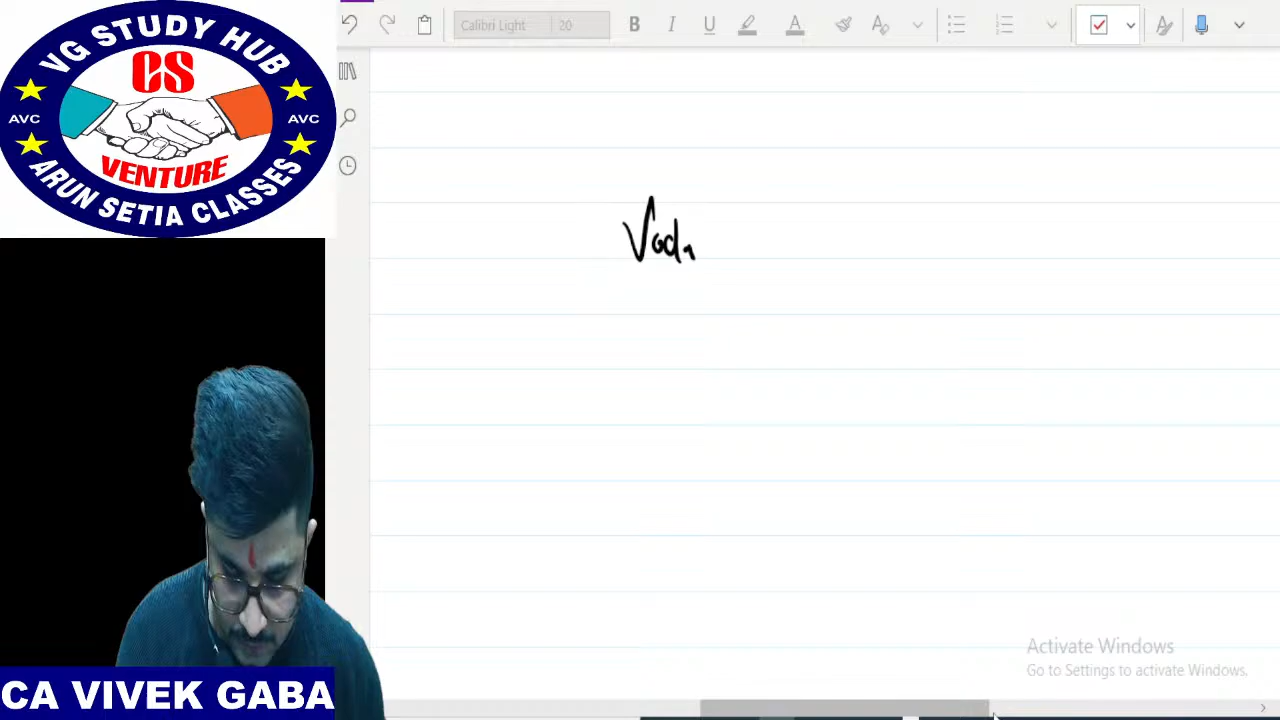 VG STUDY HUB
CS
AVC
AVC
VENTURE
ARUN SETIA CLASSES
Calibri Light 20
B I U A A
Voda
CA VIVEK GABA
Activate Windows
Go to Settings to activate Windows.